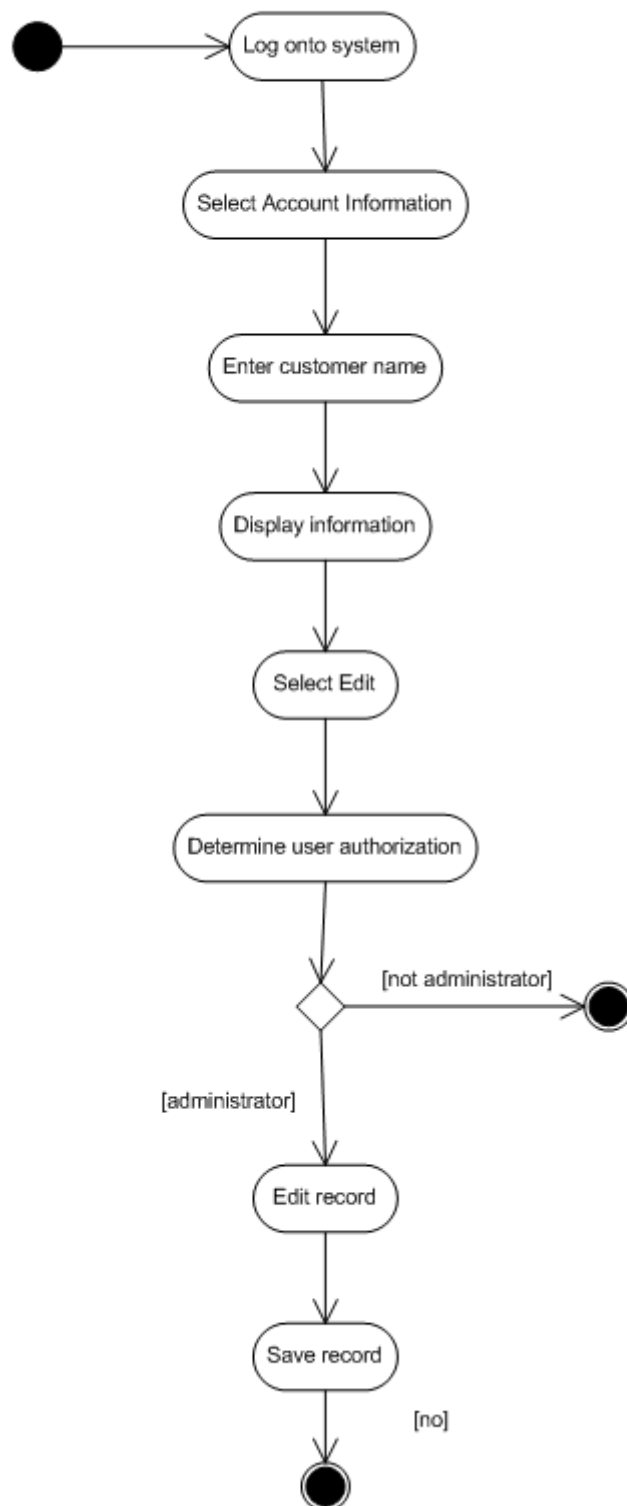 Log onto system
Select Account Information
Enter customer name
Display information
Select Edit
Determine user authorization
[not administrator]
[administrator]
Edit record
Save record
[no]